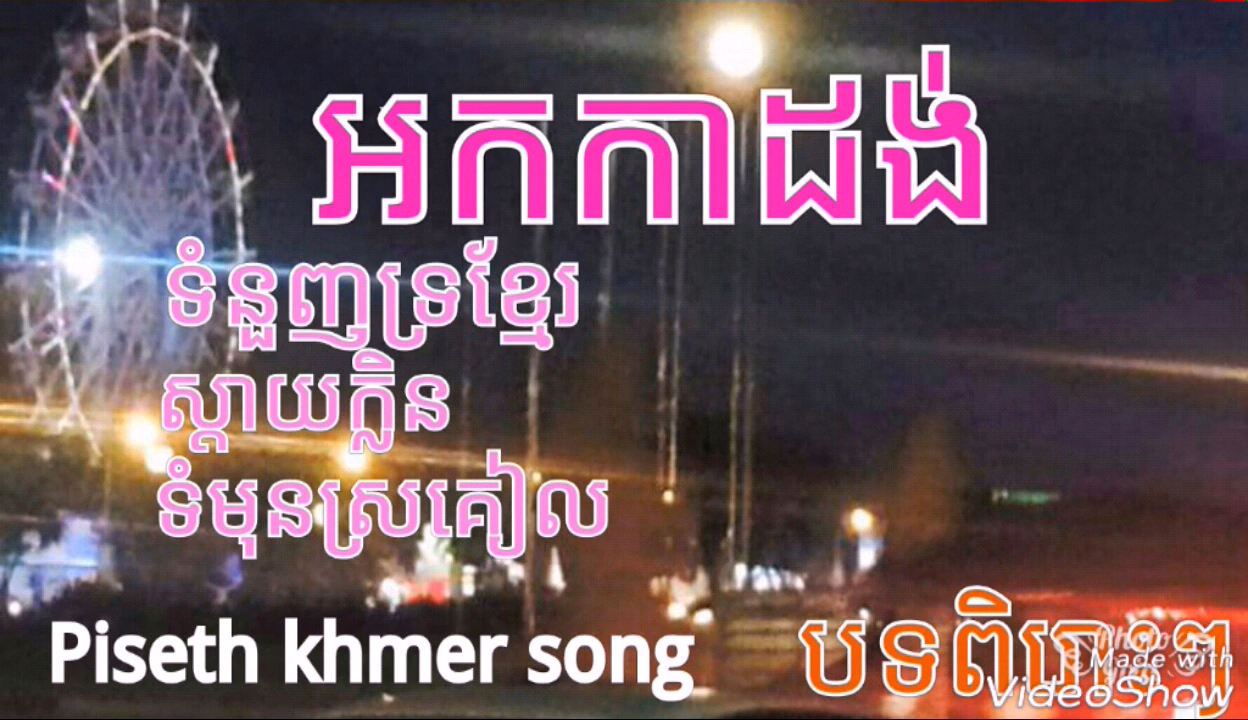 អកកាដង់
ទំនួញទ្រខ្មែរ
ស្ដាយក្លិន
ទំមុនស្រគៀល
Piseth khmer song
បទពិរោះៗ
Made with
VideoShow